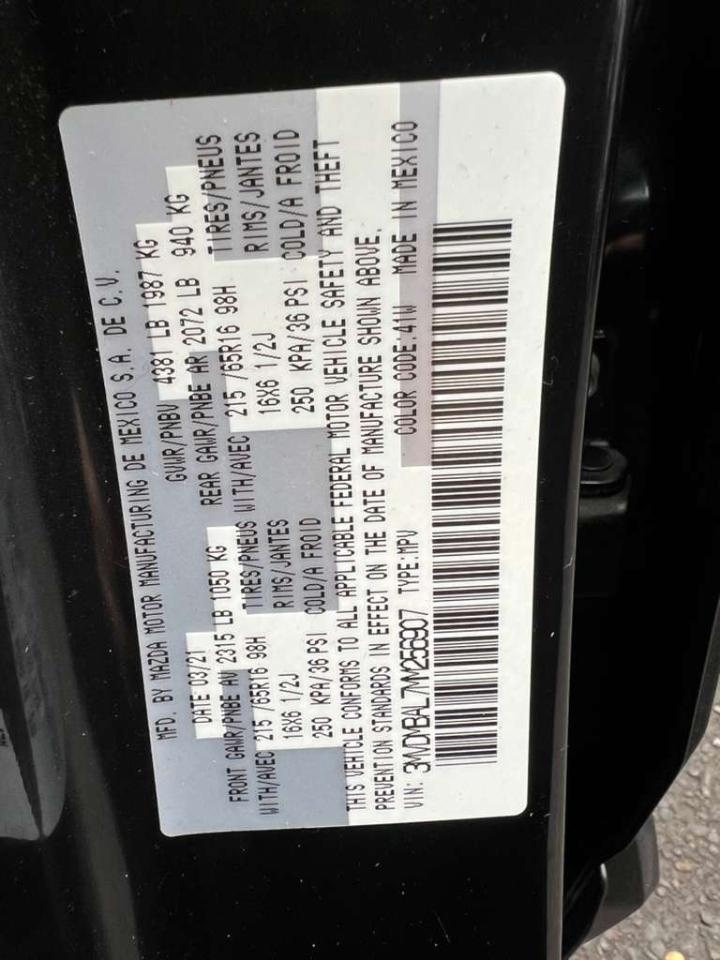 MFD. BY MAZDA MOTOR MANUFACTURING DE MEXICO S.A. DE C.V.
DATE 03/21 GVWR/PNBV 4381 LB 1987 KG
FRONT GAWR/PNBE AV 2315 LB 1050 KG REAR GAWR/PNBE AR 2072 LB 940 KG
WITH/AVEC 215 /65R16 98H TIRES/PNEUS WITH/AVEC 215 /65R16 98H TIRES/PNEUS
16X6 1/2J RIMS/JANTES 16X6 1/2J RIMS/JANTES
250 KPA/36 PSI COLD/A FROID 250 KPA/36 PSI COLD/A FROID
THIS VEHICLE CONFORMS TO ALL APPLICABLE FEDERAL MOTOR VEHICLE SAFETY AND THEFT
PREVENTION STANDARDS IN EFFECT ON THE DATE OF MANUFACTURE SHOWN ABOVE.
VIN: 3MVDMBAL7MM256907 TYPE:MPV COLOR CODE:41W MADE IN MEXICO